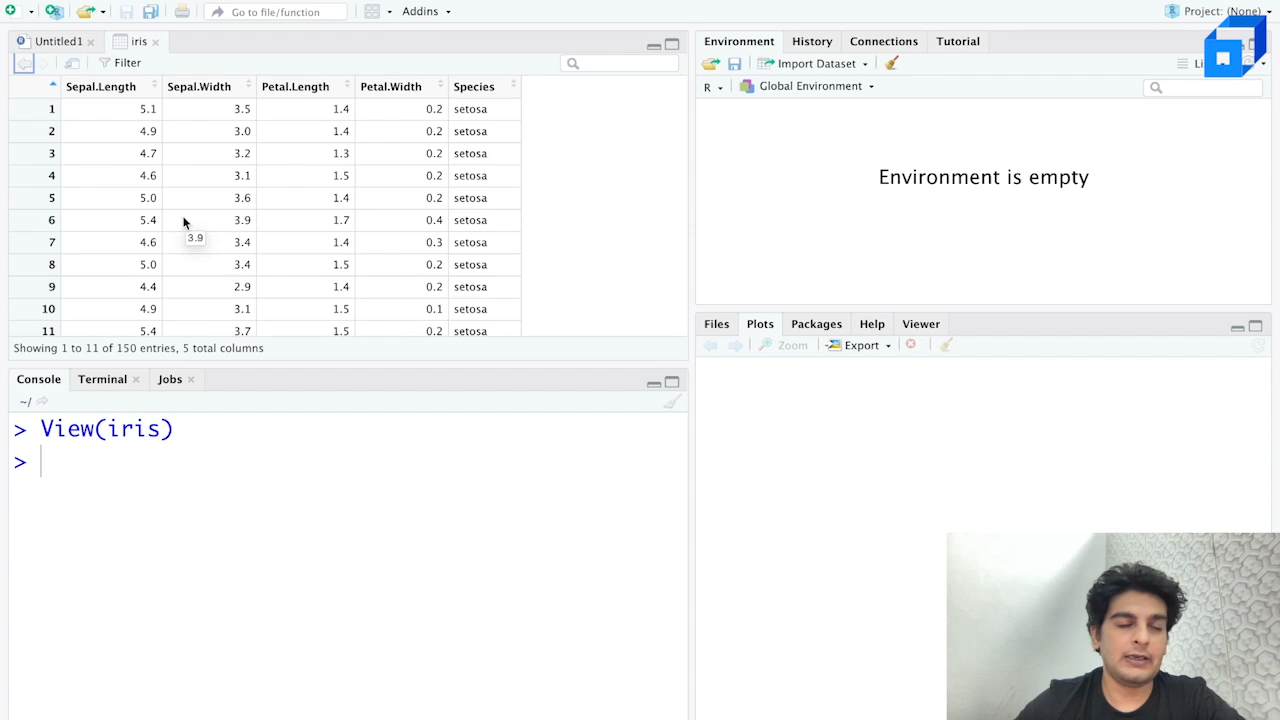 Go to file/function
Addins
Project: (None)
Untitled1
iris
Filter
Sepal.Length Sepal.Width Petal.Length Petal.Width Species
1 5.1 3.5 1.4 0.2 setosa
2 4.9 3.0 1.4 0.2 setosa
3 4.7 3.2 1.3 0.2 setosa
4 4.6 3.1 1.5 0.2 setosa
5 5.0 3.6 1.4 0.2 setosa
6 5.4 3.9 1.7 0.4 setosa
3.9
7 4.6 3.4 1.4 0.3 setosa
8 5.0 3.4 1.5 0.2 setosa
9 4.4 2.9 1.4 0.2 setosa
10 4.9 3.1 1.5 0.1 setosa
11 5.4 3.7 1.5 0.2 setosa
Showing 1 to 11 of 150 entries, 5 total columns
Console Terminal Jobs
~/
> View(iris)
>
Environment History Connections Tutorial
Import Dataset
R Global Environment
Environment is empty
Files Plots Packages Help Viewer
Zoom Export